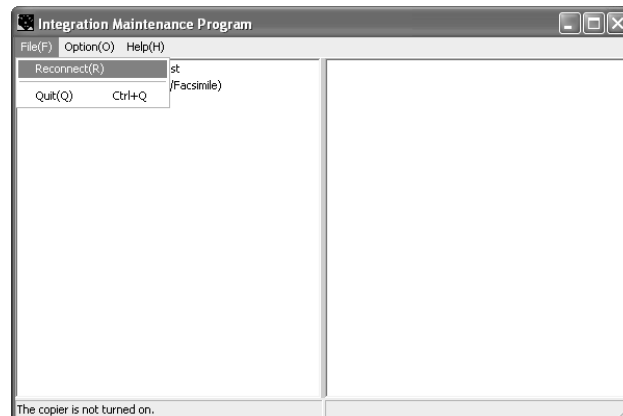 Integration Maintenance Program
File(F) Option(O) Help(H)
Reconnect(R)
st
/Facsimile)
Quit(Q) Ctrl+Q
The copier is not turned on.